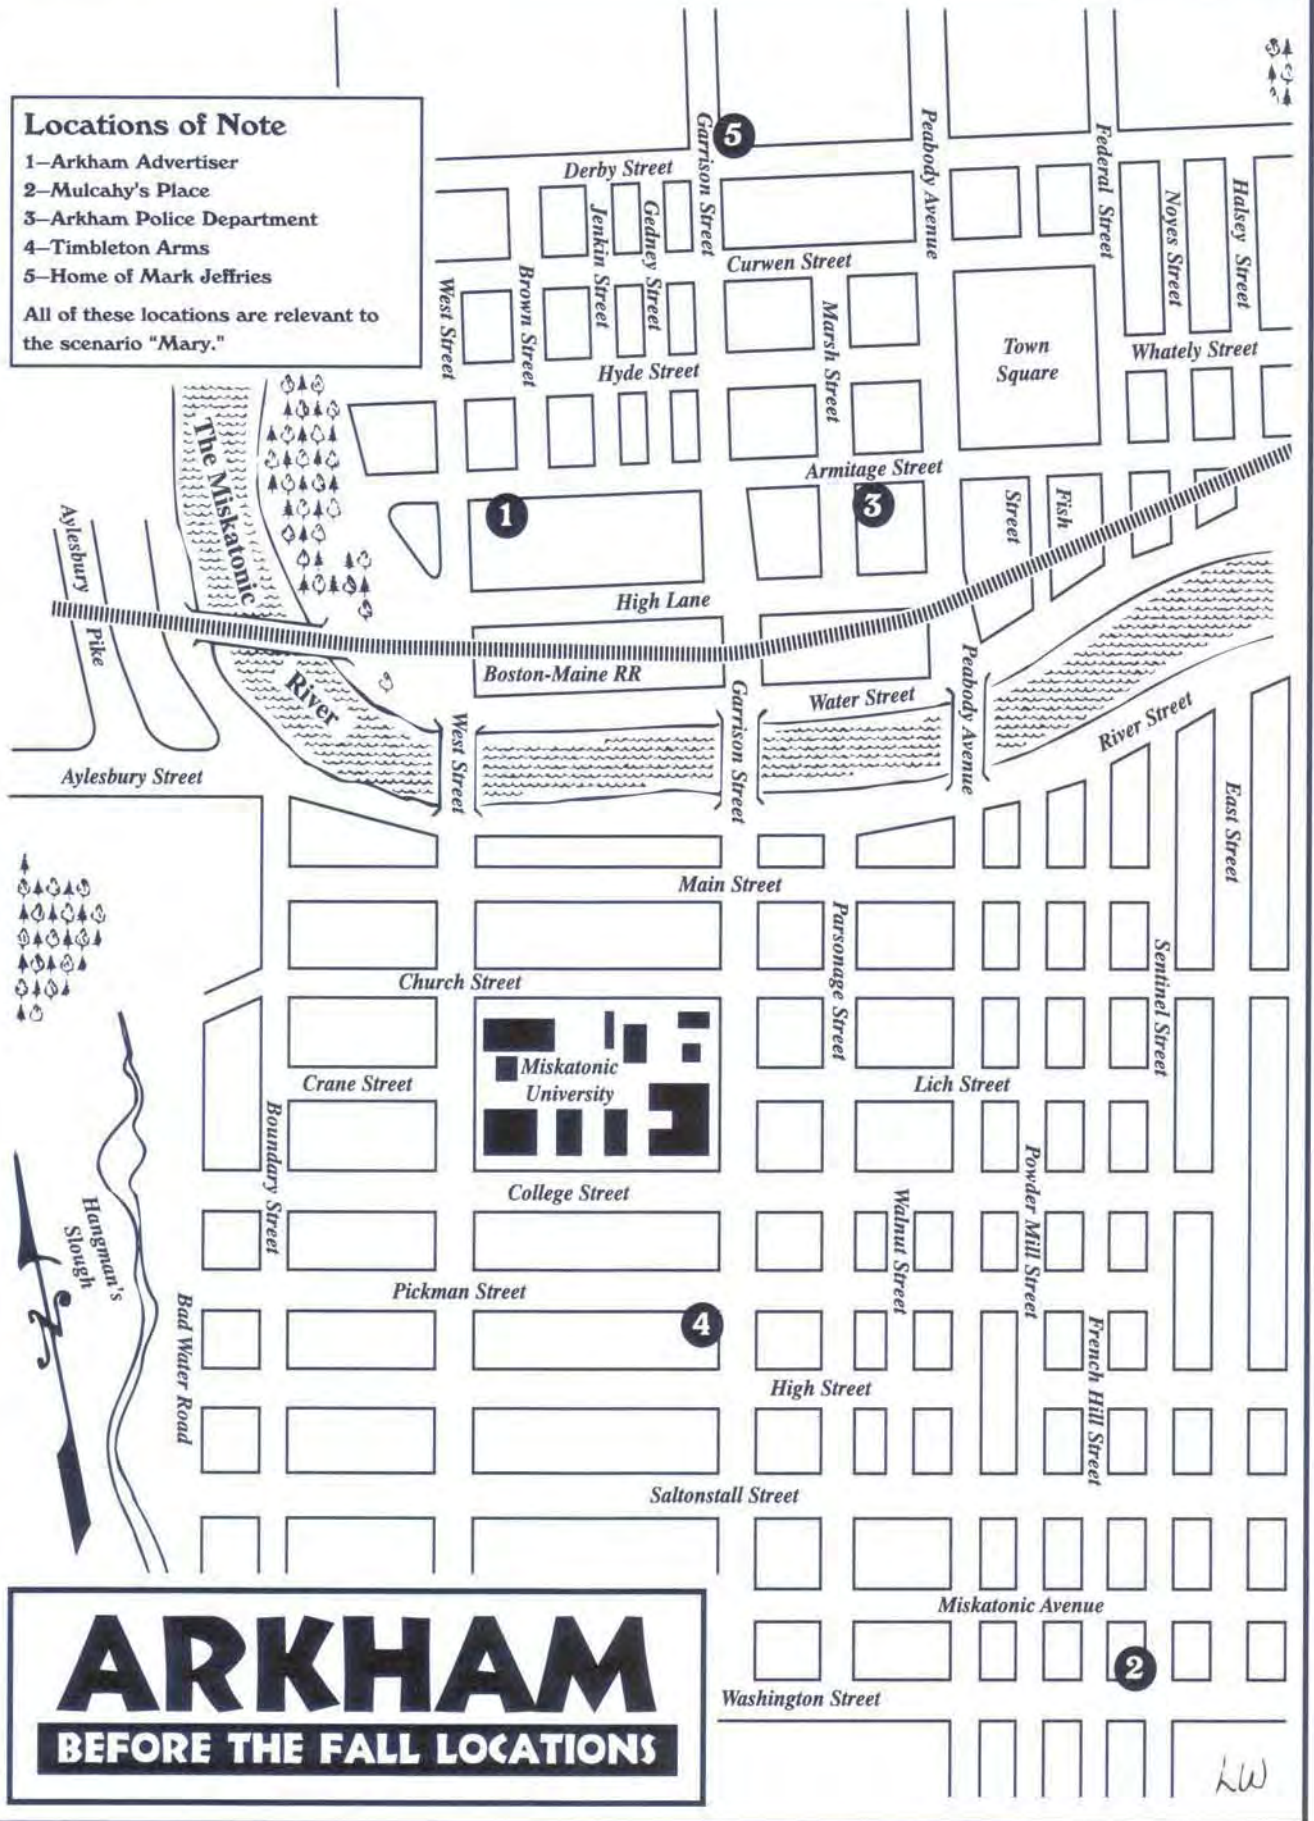 Locations of Note
1–Arkham Advertiser
2–Mulcahy's Place
3–Arkham Police Department
4–Timbleton Arms
5–Home of Mark Jeffries
All of these locations are relevant to
the scenario "Mary."
5
Garrison Street
Peabody Avenue
Federal Street
Derby Street
Jenkin Street
Gedney Street
Noyes Street
Halsey Street
Curwen Street
West Street
Brown Street
Marsh Street
Town
Square
Whately Street
Hyde Street
The Miskatonic
River
Armitage Street
1
3
Street
Fish
Aylesbury
Pike
High Lane
Boston-Maine RR
Water Street
Peabody Avenue
Garrison Street
West Street
River Street
Aylesbury Street
East Street
Main Street
Parsonage Street
Sentinel Street
Church Street
Miskatonic
University
Crane Street
Lich Street
Boundary Street
College Street
Walnut Street
Powder Mill Street
Hangman's
Slough
N
Pickman Street
Bad Water Road
4
French Hill Street
High Street
Saltonstall Street
Miskatonic Avenue
2
Washington Street
ARKHAM
BEFORE THE FALL LOCATIONS
LW